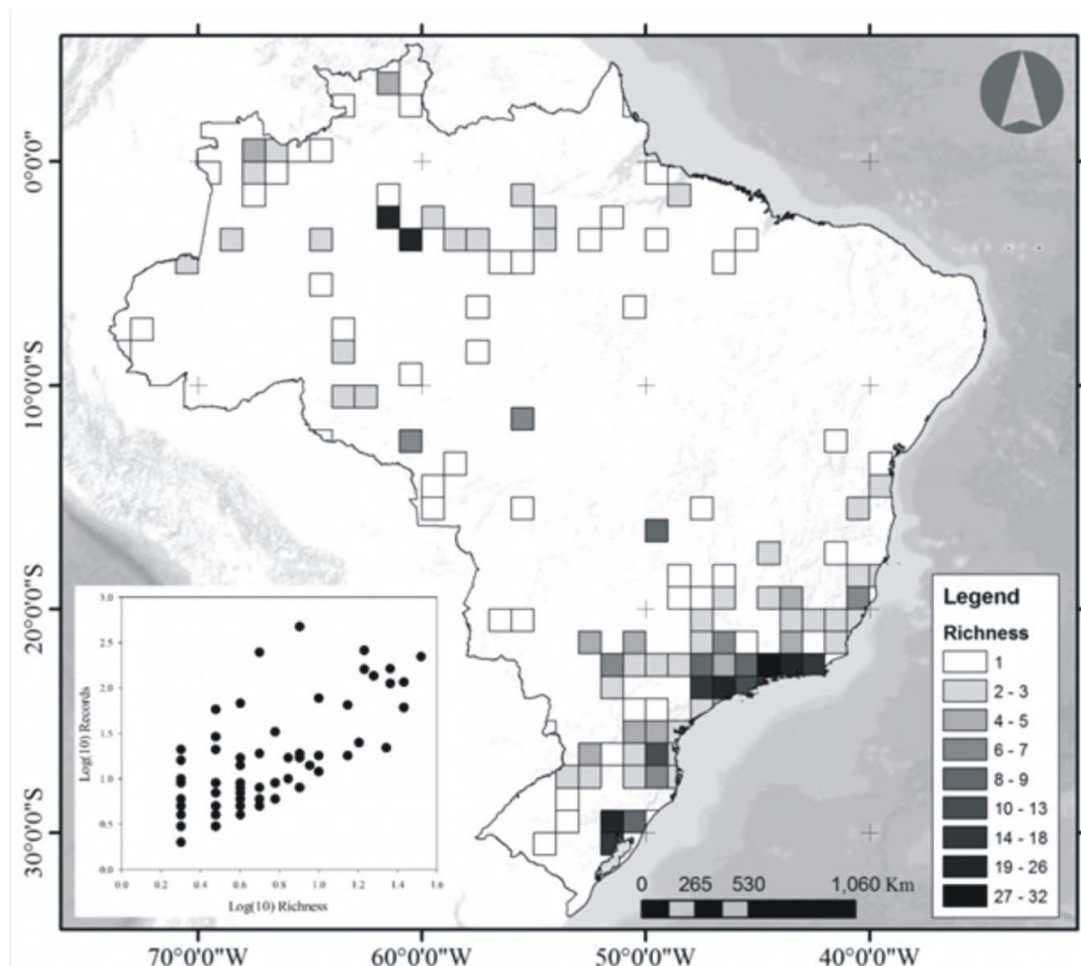 0°0'0"
10°0'0"S
20°0'0"S
30°0'0"S
70°0'0"W
60°0'0"W
50°0'0"W
40°0'0"W
Legend
Richness
1
2 - 3
4 - 5
6 - 7
8 - 9
10 - 13
14 - 18
19 - 26
27 - 32
0 265 530 1,060 Km
3.0
2.5
2.0
1.5
1.0
0.5
0.0
Log(10) Records
0.0 0.2 0.4 0.6 0.8 1.0 1.2 1.4 1.6
Log(10) Richness